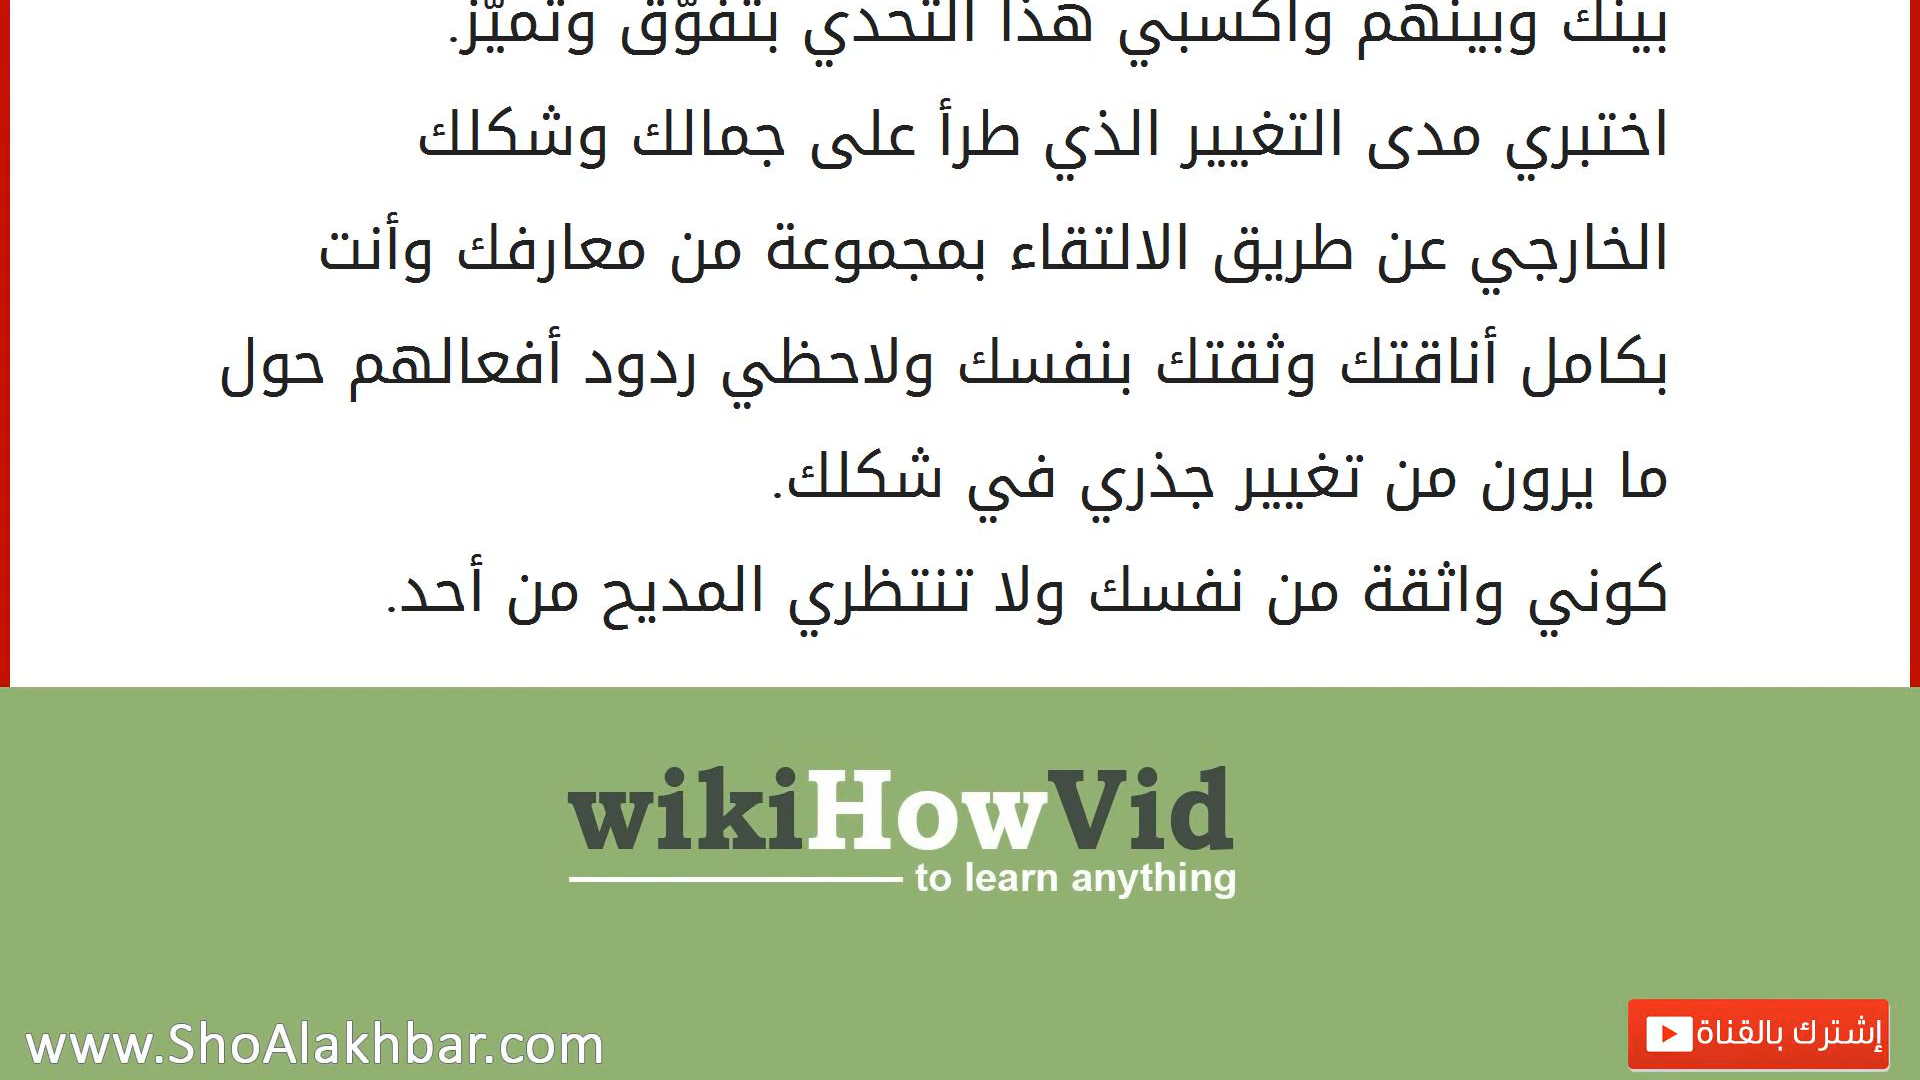 بينك وبينهم واكسبي هذا التحدي بتفوّق وتميّز.
اختبري مدى التغيير الذي طرأ على جمالك وشكلك
الخارجي عن طريق الالتقاء بمجموعة من معارفك وأنت
بكامل أناقتك وثقتك بنفسك ولاحظي ردود أفعالهم حول
ما يرون من تغيير جذري في شكلك.
كوني واثقة من نفسك ولا تنتظري المديح من أحد.
wikiHowVid
to learn anything
www.ShoAlakhbar.com
إشترك بالقناة